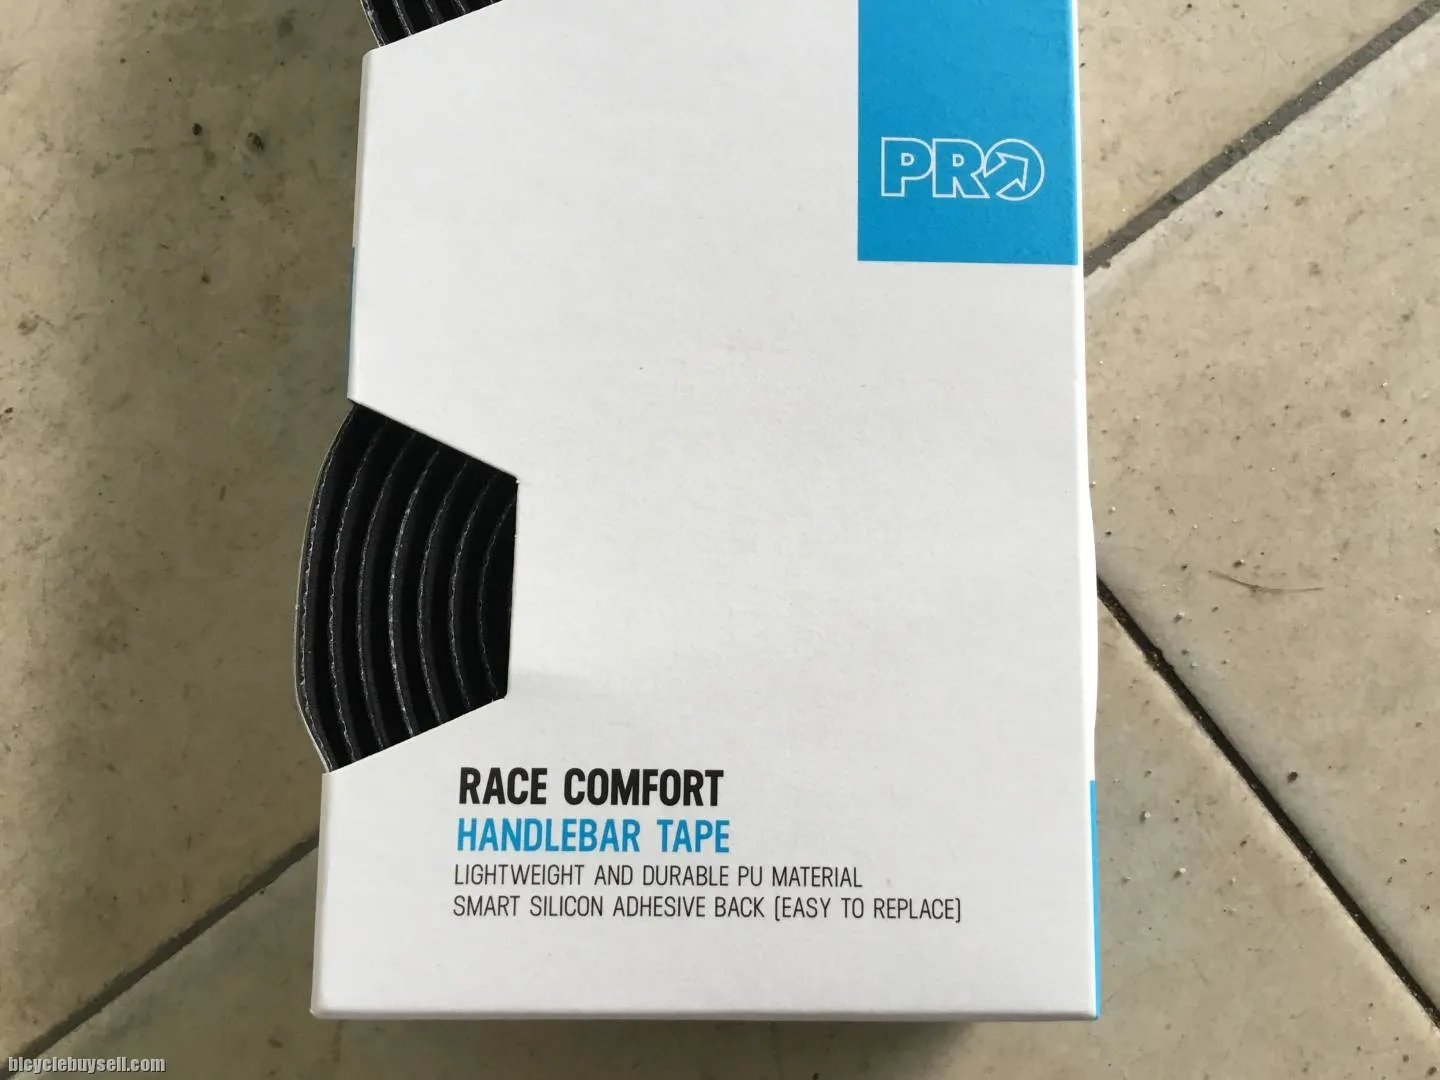 PRO
RACE COMFORT
HANDLEBAR TAPE
LIGHTWEIGHT AND DURABLE PU MATERIAL
SMART SILICON ADHESIVE BACK (EASY TO REPLACE)
bicyclebuysell.com